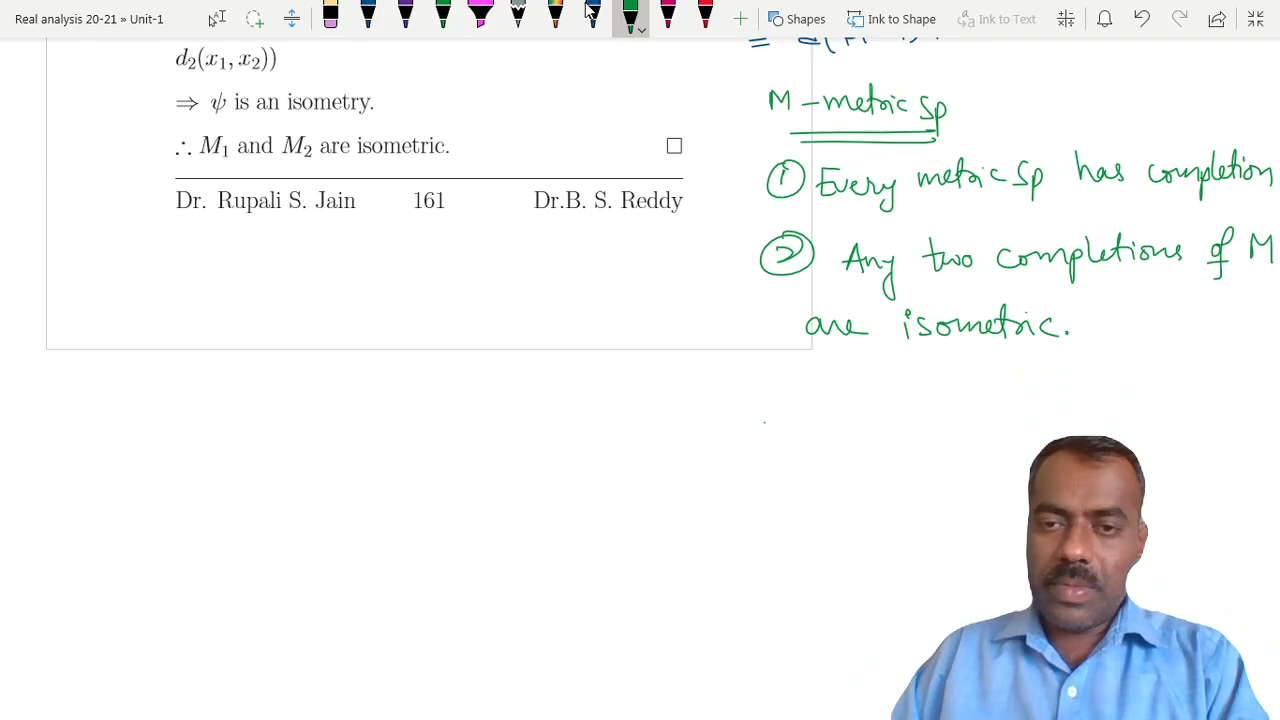 Real analysis 20-21 » Unit-1
Shapes
Ink to Shape
Ink to Text
d₂(x₁, x₂))
⇒ ψ is an isometry.
∴ M₁ and M₂ are isometric. □
Dr. Rupali S. Jain 161 Dr.B. S. Reddy
M - metric Sp
① Every metric Sp has completion
② Any two completions of M
are isometric.